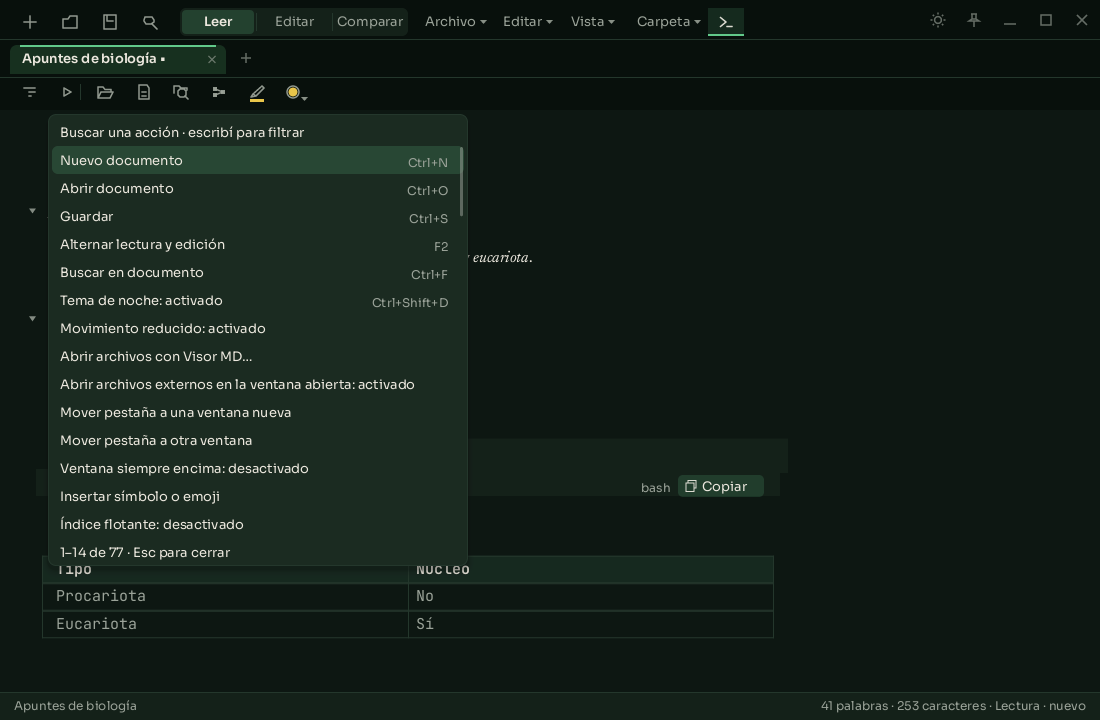 Leer Editar Comparar Archivo Editar Vista Carpeta
Apuntes de biología •
Buscar una acción · escribí para filtrar
Nuevo documento Ctrl+N
Abrir documento Ctrl+O
Guardar Ctrl+S
Alternar lectura y edición F2
eucariota.
Buscar en documento Ctrl+F
Tema de noche: activado Ctrl+Shift+D
Movimiento reducido: activado
Abrir archivos con Visor MD...
Abrir archivos externos en la ventana abierta: activado
Mover pestaña a una ventana nueva
Mover pestaña a otra ventana
Ventana siempre encima: desactivado
bash Copiar
Insertar símbolo o emoji
Índice flotante: desactivado
1–14 de 77 · Esc para cerrar
Tipo Núcleo
Procariota No
Eucariota Sí
Apuntes de biología 41 palabras · 253 caracteres · Lectura · nuevo